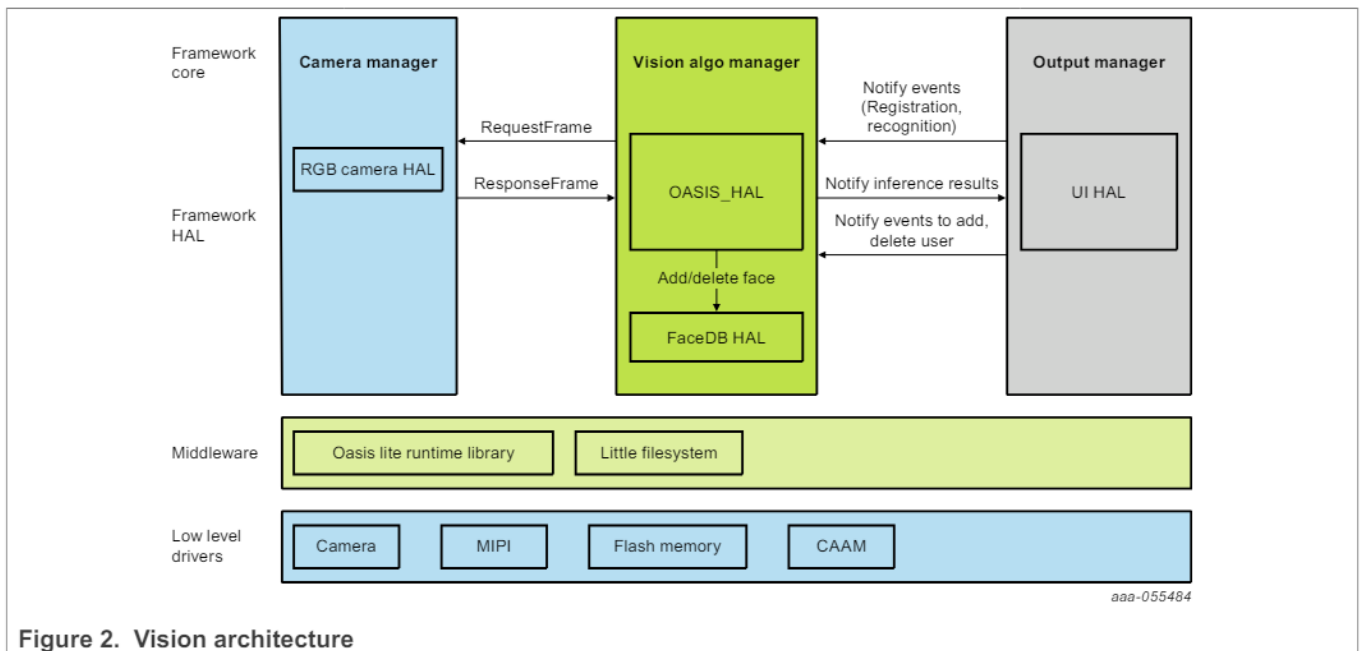 Framework
core
Camera manager
Vision algo manager
Output manager
Notify events
(Registration,
recognition)
RequestFrame
RGB camera HAL
ResponseFrame
OASIS_HAL
Notify inference results
UI HAL
Framework
HAL
Notify events to add,
delete user
Add/delete face
FaceDB HAL
Middleware
Oasis lite runtime library
Little filesystem
Low level
drivers
Camera
MIPI
Flash memory
CAAM
aaa-055484
Figure 2. Vision architecture